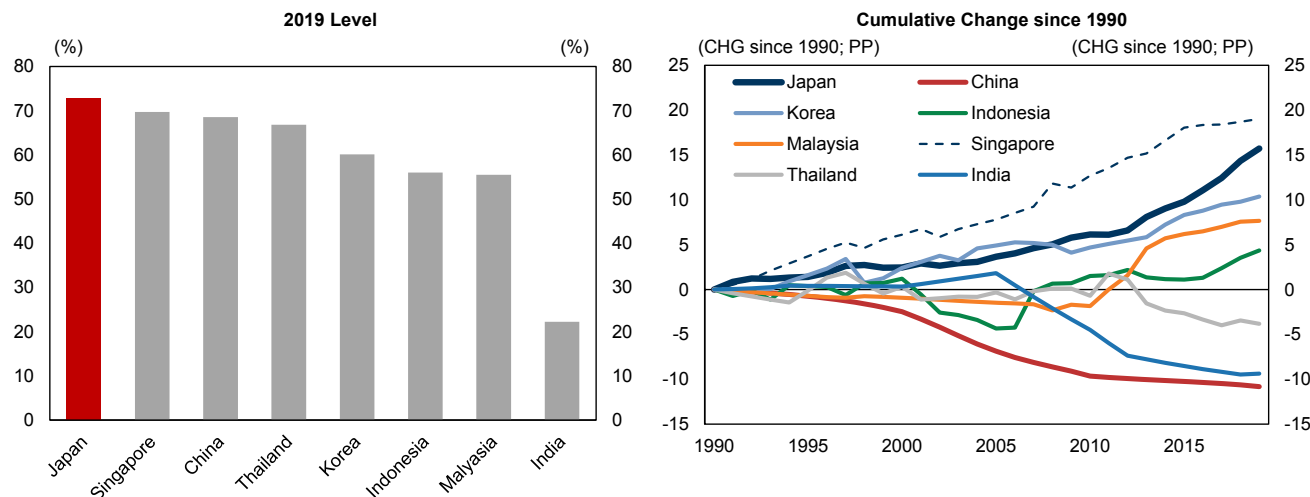 2019 Level
(%) (%)
80 80
70 70
60 60
50 50
40 40
30 30
20 20
10 10
0 0
Japan Singapore China Thailand Korea Indonesia Malyasia India
Cumulative Change since 1990
(CHG since 1990; PP) (CHG since 1990; PP)
25 25
Japan China
20 20
Korea Indonesia
15 15
Malaysia Singapore
Thailand India
10 10
5 5
0 0
-5 -5
-10 -10
-15 -15
1990 1995 2000 2005 2010 2015